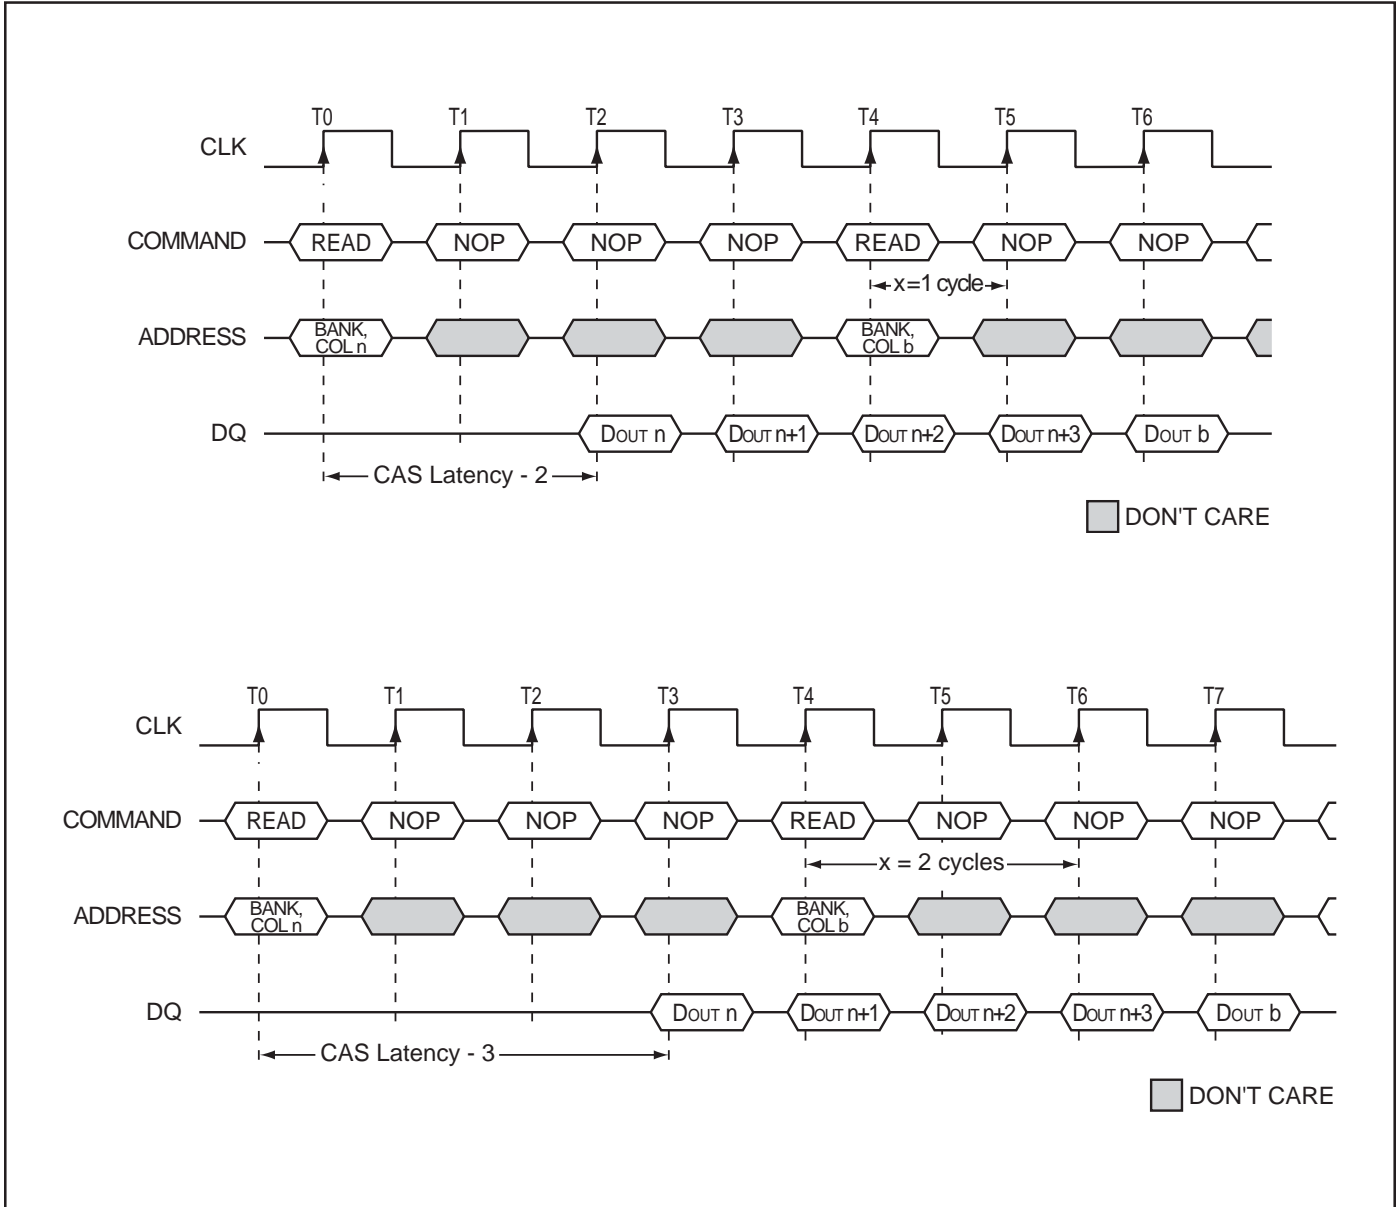 T0 T1 T2 T3 T4 T5 T6
CLK
COMMAND READ NOP NOP NOP READ NOP NOP
x=1 cycle
ADDRESS BANK, COL n BANK, COL b
DQ DOUT n DOUT n+1 DOUT n+2 DOUT n+3 DOUT b
CAS Latency - 2
DON'T CARE
T0 T1 T2 T3 T4 T5 T6 T7
CLK
COMMAND READ NOP NOP NOP READ NOP NOP NOP
x = 2 cycles
ADDRESS BANK, COL n BANK, COL b
DQ DOUT n DOUT n+1 DOUT n+2 DOUT n+3 DOUT b
CAS Latency - 3
DON'T CARE